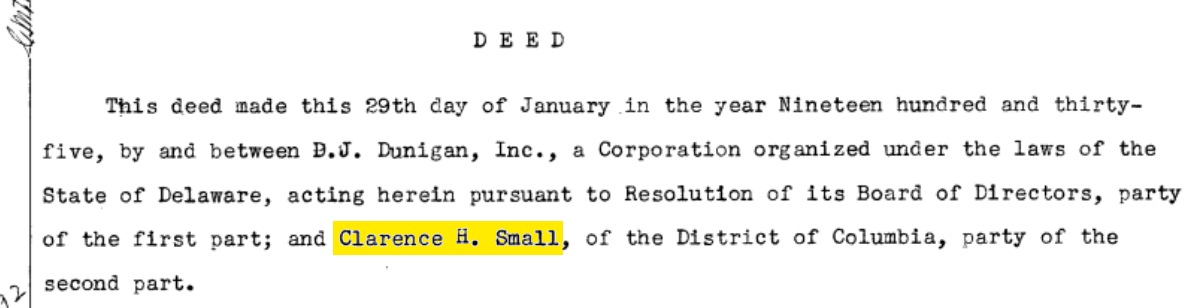 D E E D
This deed made this 29th day of January in the year Nineteen hundred and thirty-
five, by and between D.J. Dunigan, Inc., a Corporation organized under the laws of the
State of Delaware, acting herein pursuant to Resolution of its Board of Directors, party
of the first part; and Clarence H. Small, of the District of Columbia, party of the
second part.